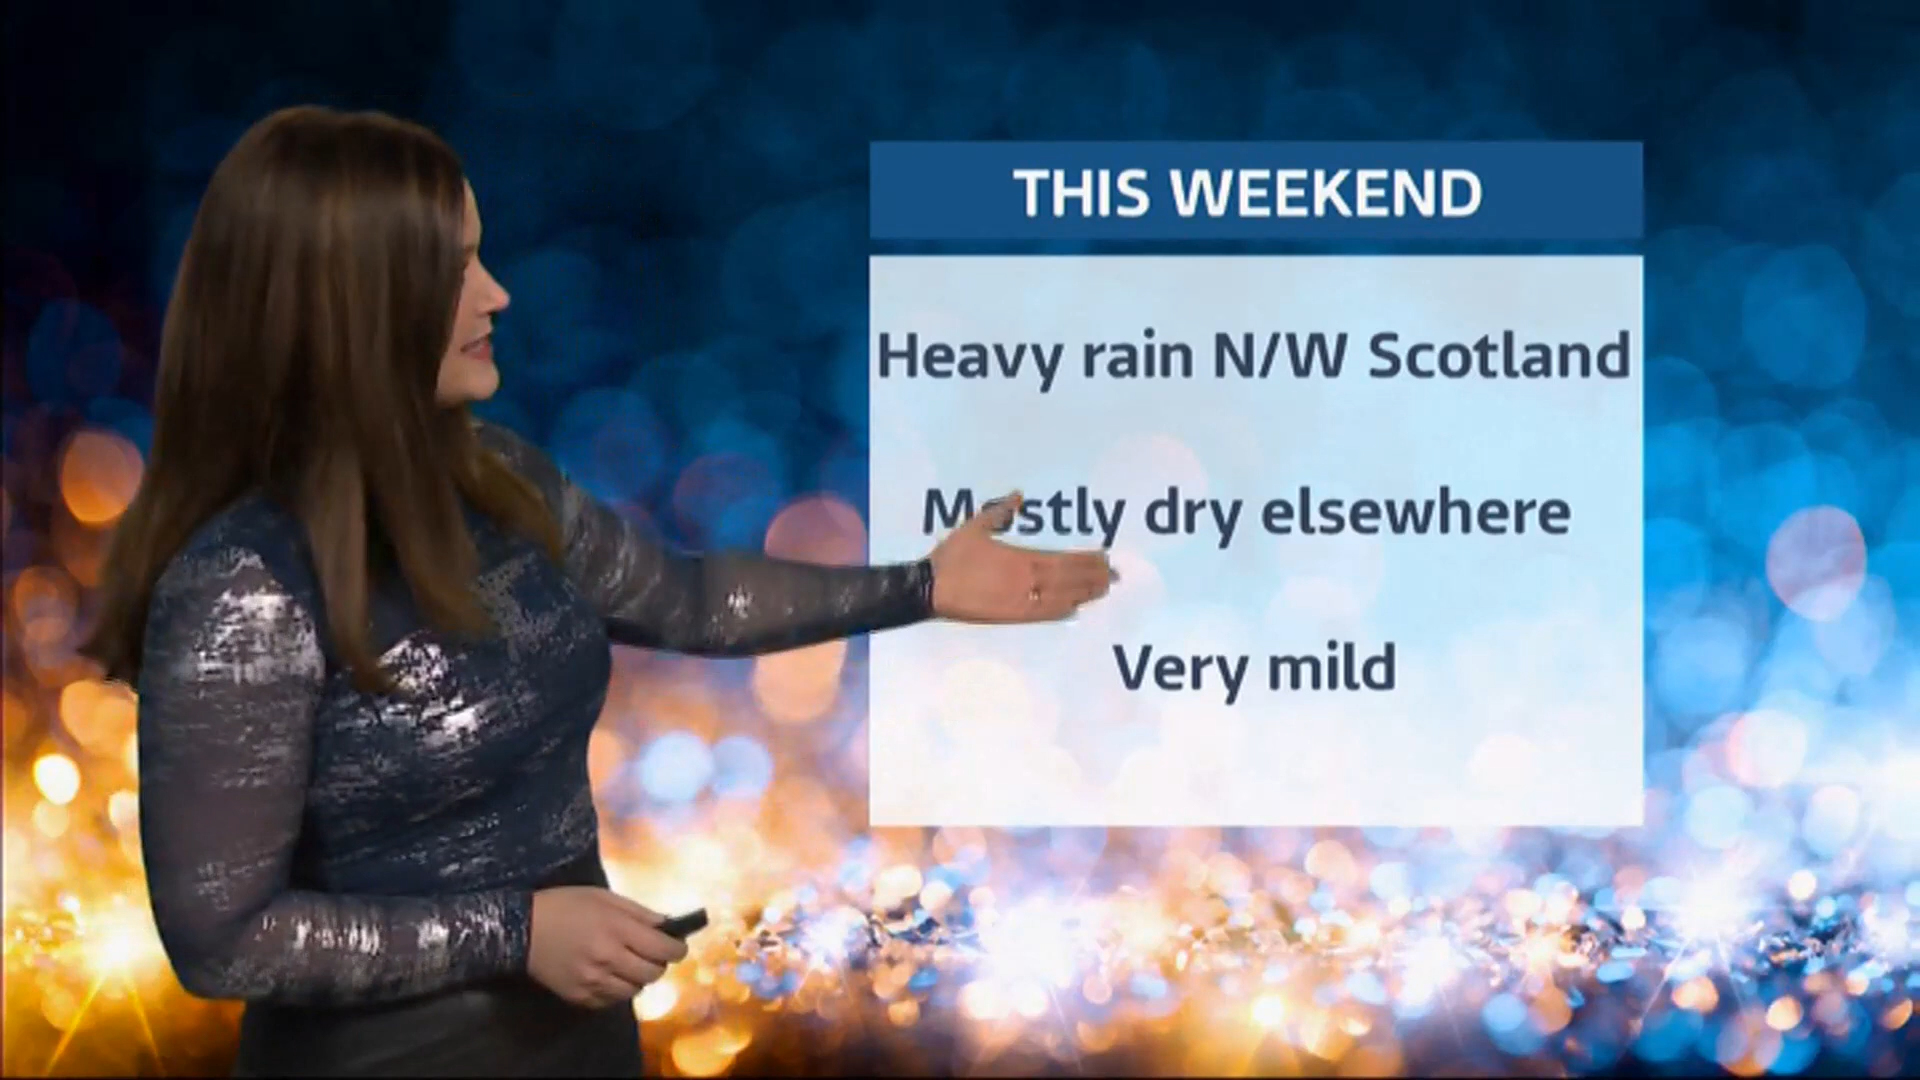 THIS WEEKEND
Heavy rain N/W Scotland
Mostly dry elsewhere
Very mild